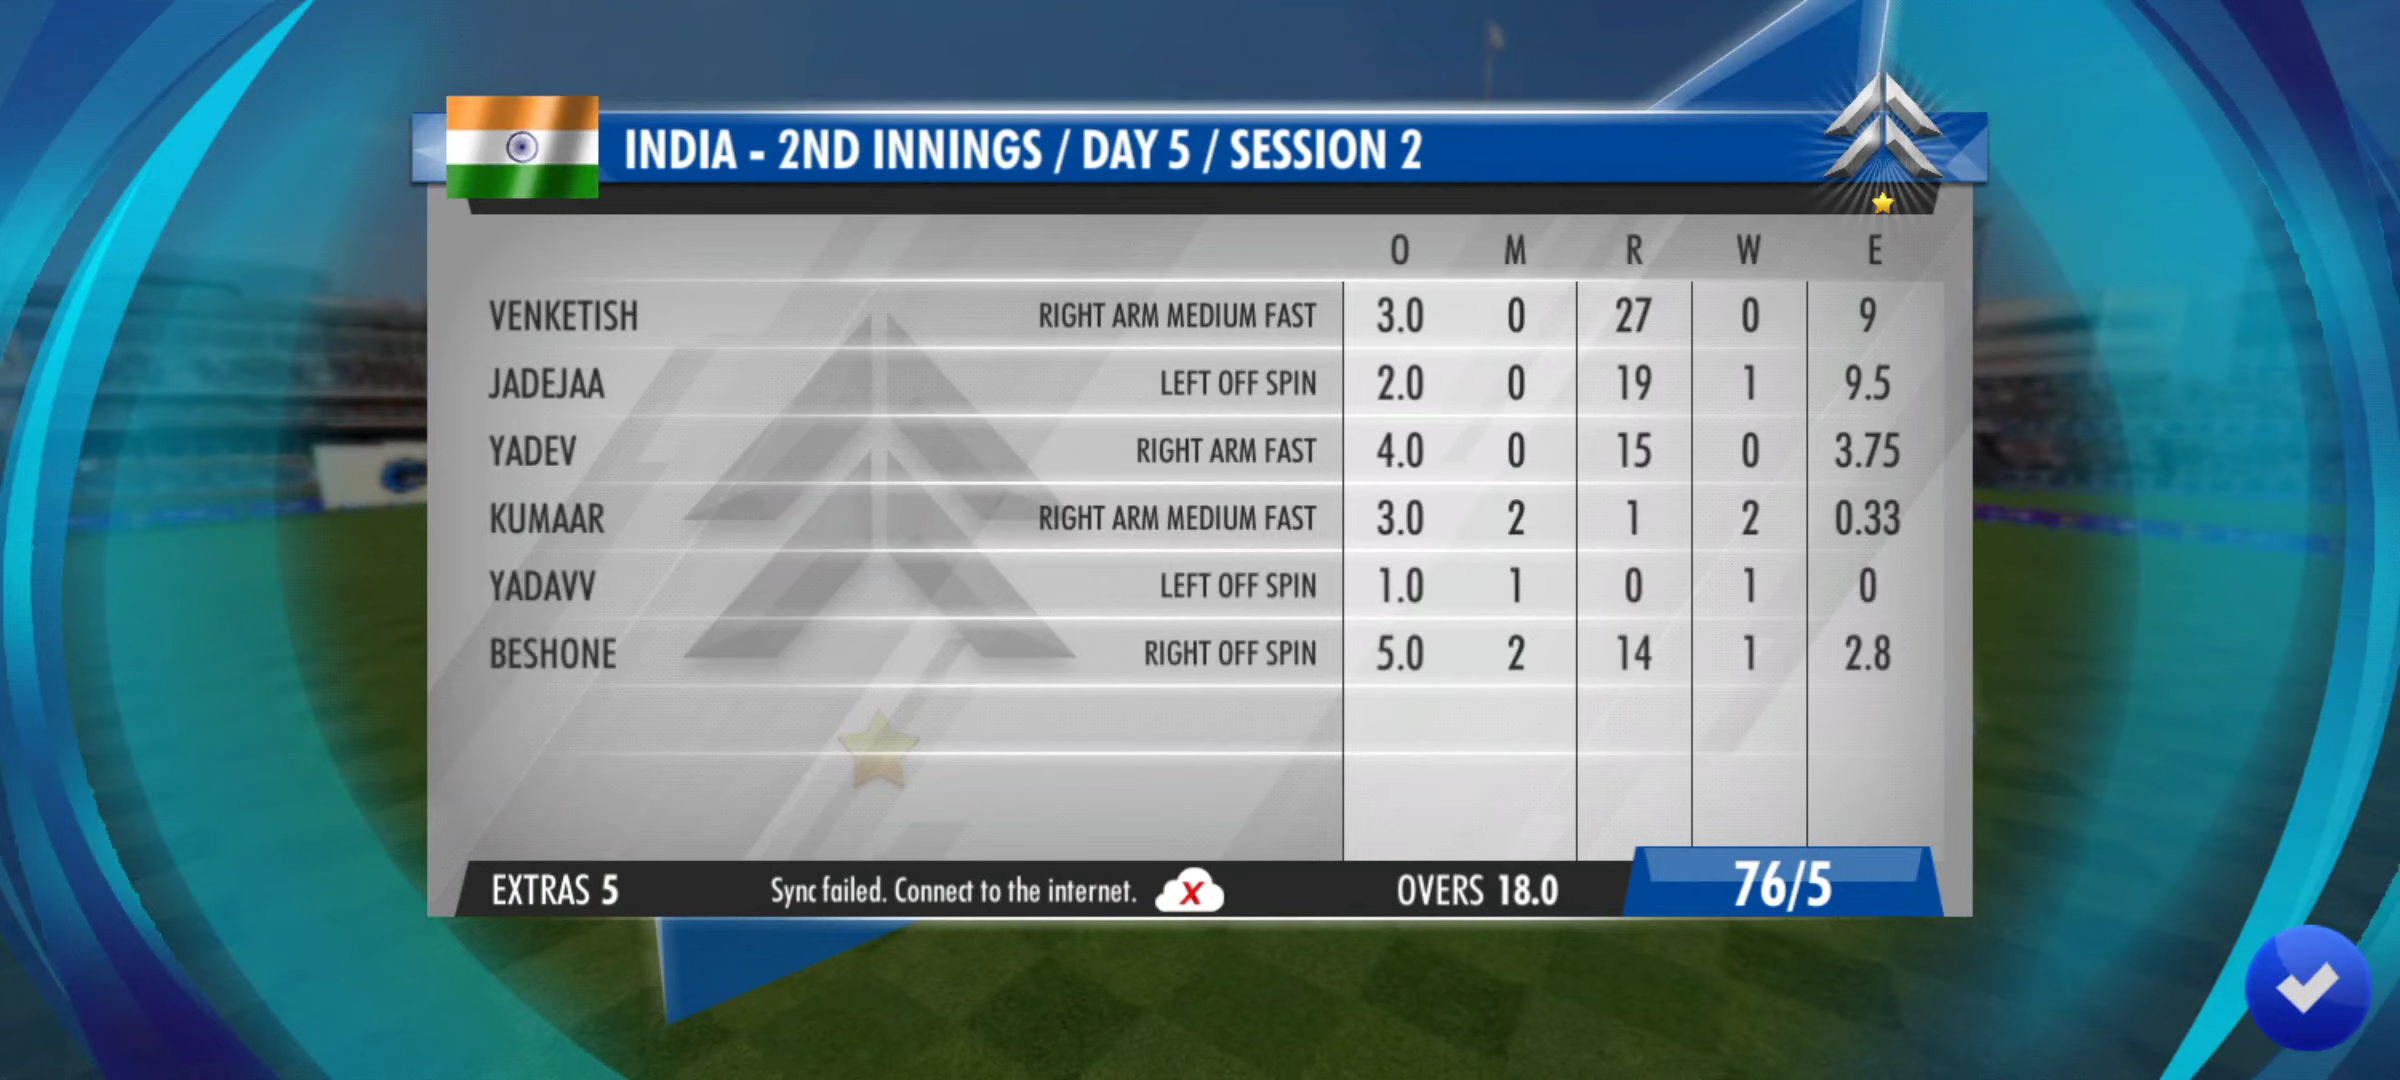 INDIA - 2ND INNINGS / DAY 5 / SESSION 2
O M R W E
VENKETISH RIGHT ARM MEDIUM FAST 3.0 0 27 0 9
JADEJAA LEFT OFF SPIN 2.0 0 19 1 9.5
YADEV RIGHT ARM FAST 4.0 0 15 0 3.75
KUMAAR RIGHT ARM MEDIUM FAST 3.0 2 1 2 0.33
YADAVV LEFT OFF SPIN 1.0 1 0 1 0
BESHONE RIGHT OFF SPIN 5.0 2 14 1 2.8
EXTRAS 5 Sync failed. Connect to the internet. X OVERS 18.0 76/5